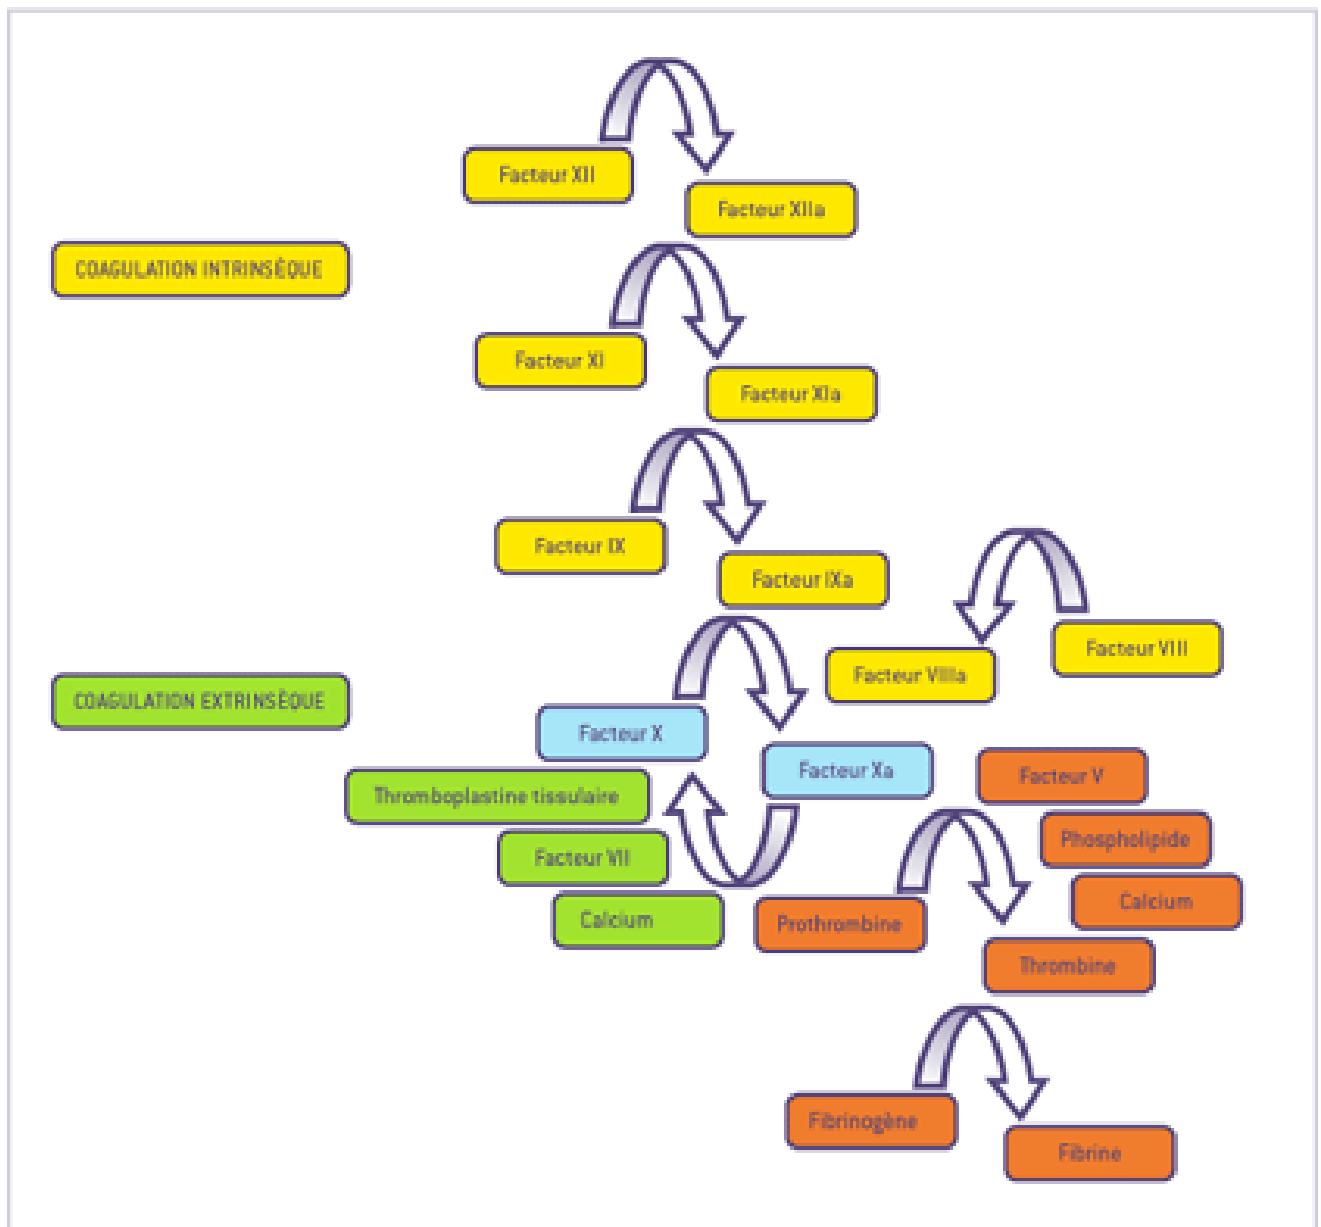 Facteur XII
Facteur XIIa
COAGULATION INTRINSÈQUE
Facteur XI
Facteur XIa
Facteur IX
Facteur IXa
Facteur VIII
Facteur VIIIa
COAGULATION EXTRINSÈQUE
Facteur X
Facteur Xa
Facteur V
Thromboplastine tissulaire
Phospholipide
Facteur VII
Calcium
Calcium
Prothrombine
Thrombine
Fibrinogène
Fibrine